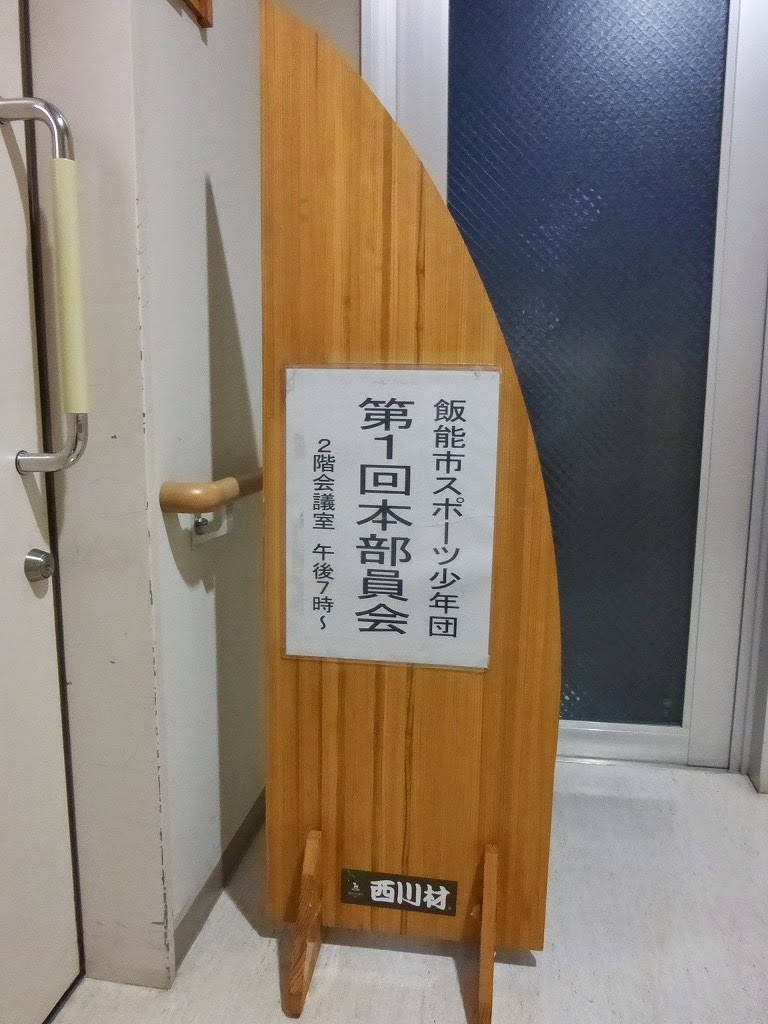 飯能市スポーツ少年団
第1回本部員会
2階会議室 午後7時～
西川材